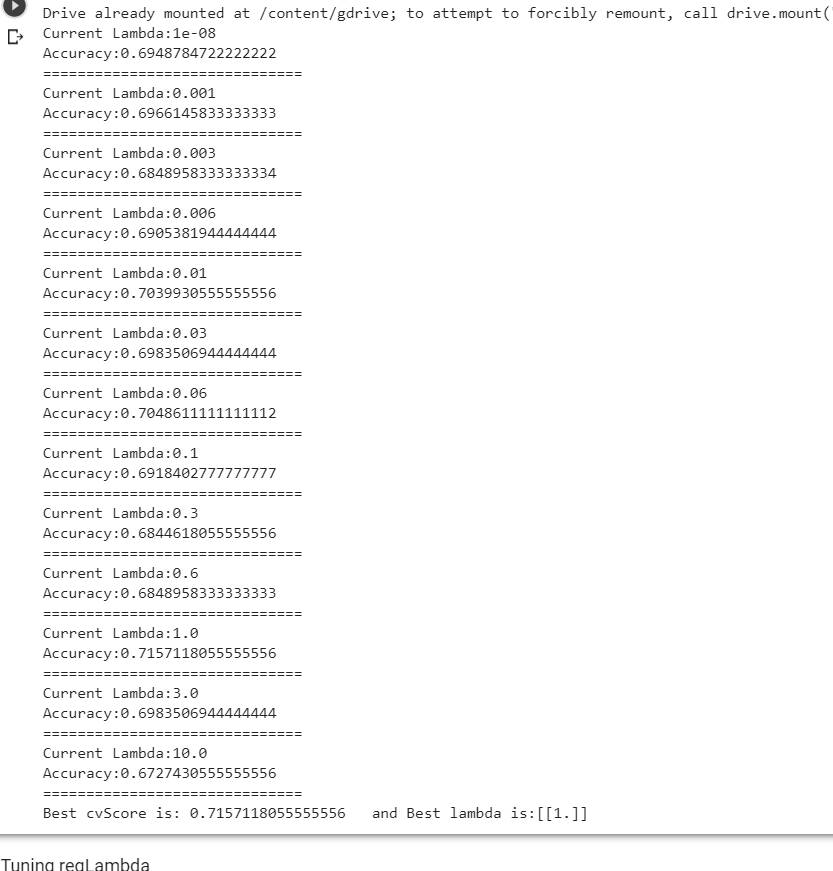 Drive already mounted at /content/gdrive; to attempt to forcibly remount, call drive.mount(
Current Lambda:1e-08
Accuracy:0.6948784722222222
==============================
Current Lambda:0.001
Accuracy:0.6966145833333333
==============================
Current Lambda:0.003
Accuracy:0.6848958333333334
==============================
Current Lambda:0.006
Accuracy:0.6905381944444444
==============================
Current Lambda:0.01
Accuracy:0.7039930555555556
==============================
Current Lambda:0.03
Accuracy:0.6983506944444444
==============================
Current Lambda:0.06
Accuracy:0.7048611111111112
==============================
Current Lambda:0.1
Accuracy:0.6918402777777777
==============================
Current Lambda:0.3
Accuracy:0.6844618055555556
==============================
Current Lambda:0.6
Accuracy:0.6848958333333333
==============================
Current Lambda:1.0
Accuracy:0.7157118055555556
==============================
Current Lambda:3.0
Accuracy:0.6983506944444444
==============================
Current Lambda:10.0
Accuracy:0.6727430555555556
==============================
Best cvScore is: 0.7157118055555556   and Best lambda is:[[1.]]
Tuning regLambda